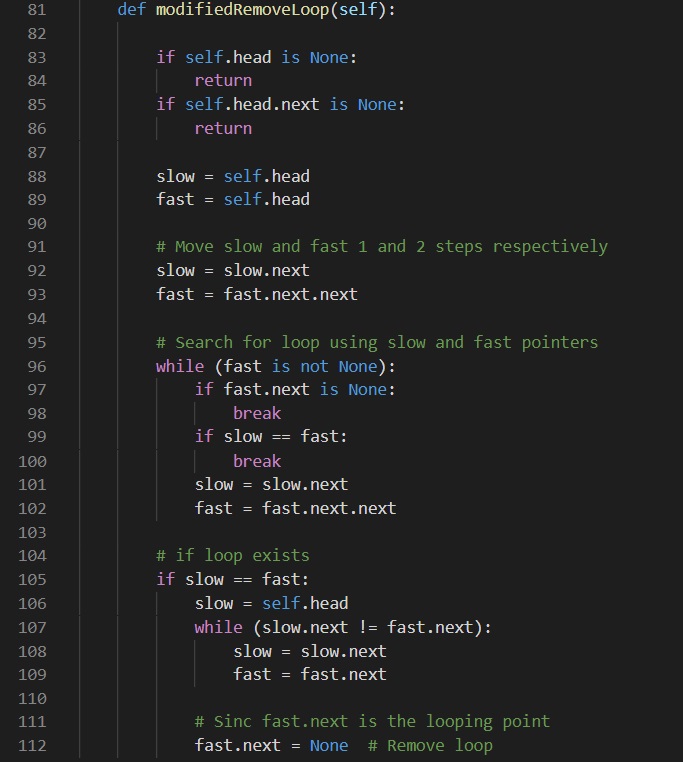 81 def modifiedRemoveLoop(self):
82
83 if self.head is None:
84 return
85 if self.head.next is None:
86 return
87
88 slow = self.head
89 fast = self.head
90
91 # Move slow and fast 1 and 2 steps respectively
92 slow = slow.next
93 fast = fast.next.next
94
95 # Search for loop using slow and fast pointers
96 while (fast is not None):
97 if fast.next is None:
98 break
99 if slow == fast:
100 break
101 slow = slow.next
102 fast = fast.next.next
103
104 # if loop exists
105 if slow == fast:
106 slow = self.head
107 while (slow.next != fast.next):
108 slow = slow.next
109 fast = fast.next
110
111 # Sinc fast.next is the looping point
112 fast.next = None # Remove loop